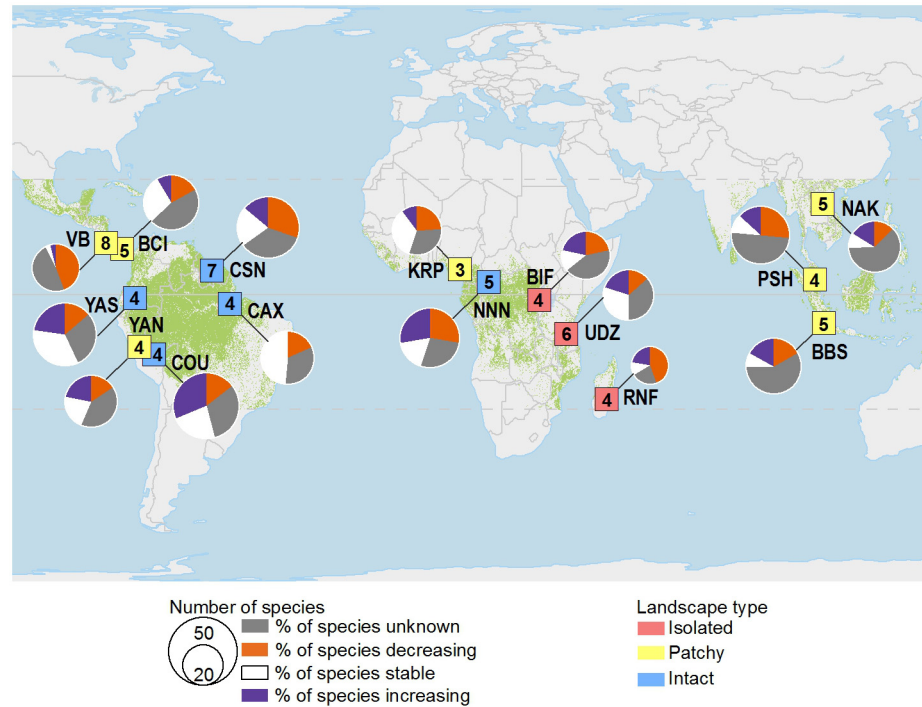 VB
8
5
BCI
7
CSN
YAS
4
4
CAX
YAN
4
4
COU
KRP
3
5
NNN
BIF
4
6
UDZ
4
RNF
5
NAK
PSH
4
5
BBS
Number of species
50
20
% of species unknown
% of species decreasing
% of species stable
% of species increasing
Landscape type
Isolated
Patchy
Intact